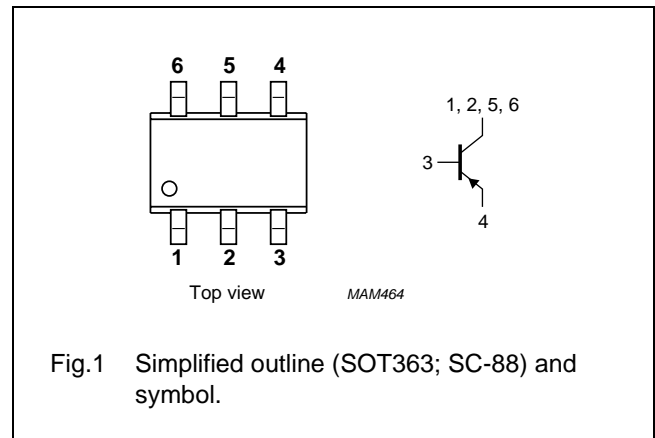 6 5 4
1, 2, 5, 6
3
4
1 2 3
Top view MAM464
Fig.1 Simplified outline (SOT363; SC-88) and
symbol.